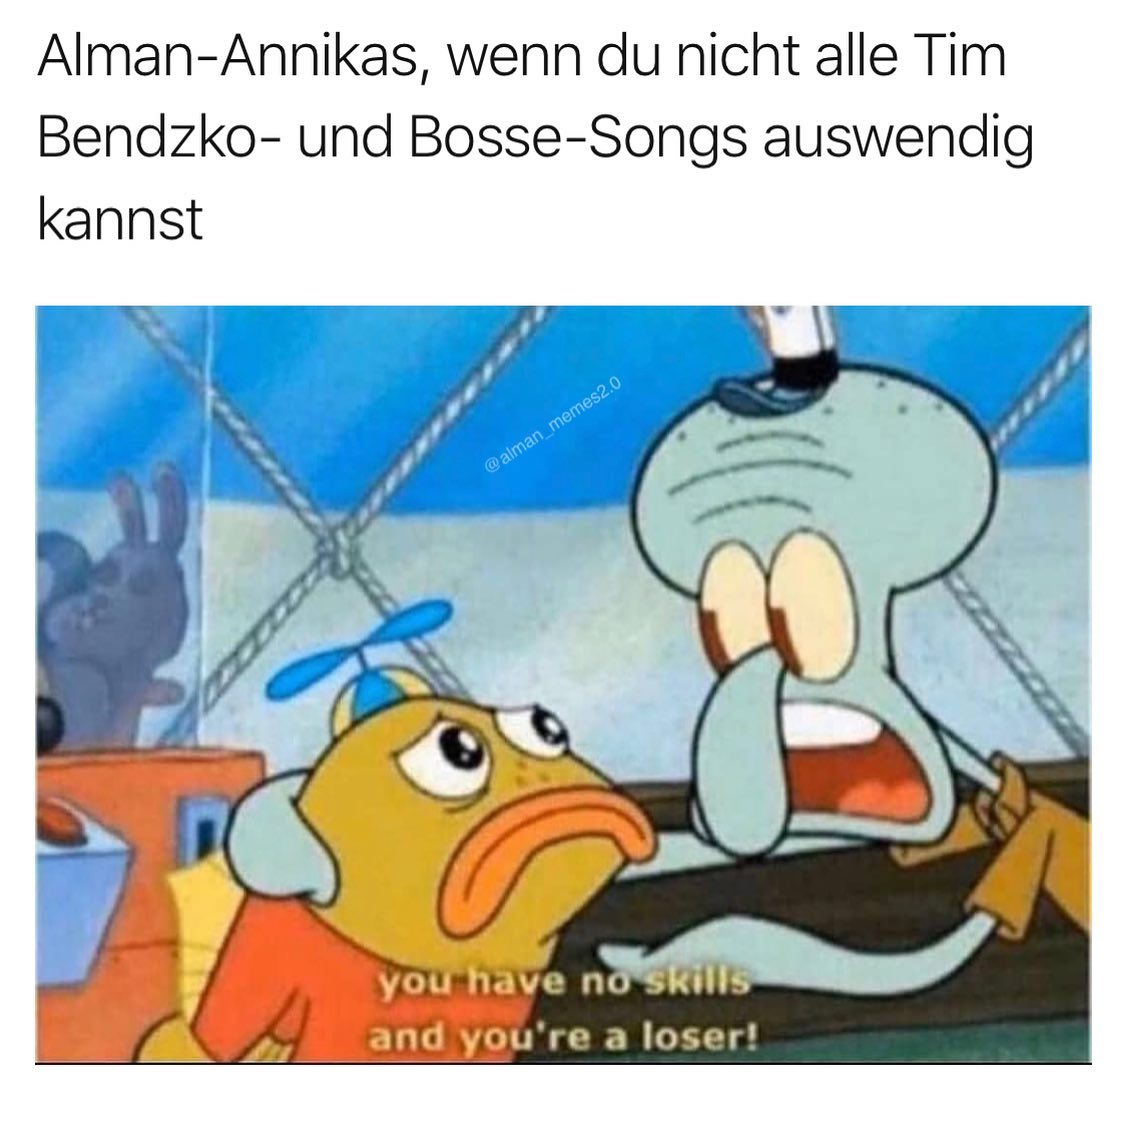 Alman-Annikas, wenn du nicht alle Tim
Bendzko- und Bosse-Songs auswendig
kannst
@alman_memes2.0
you have no skills
and you're a loser!